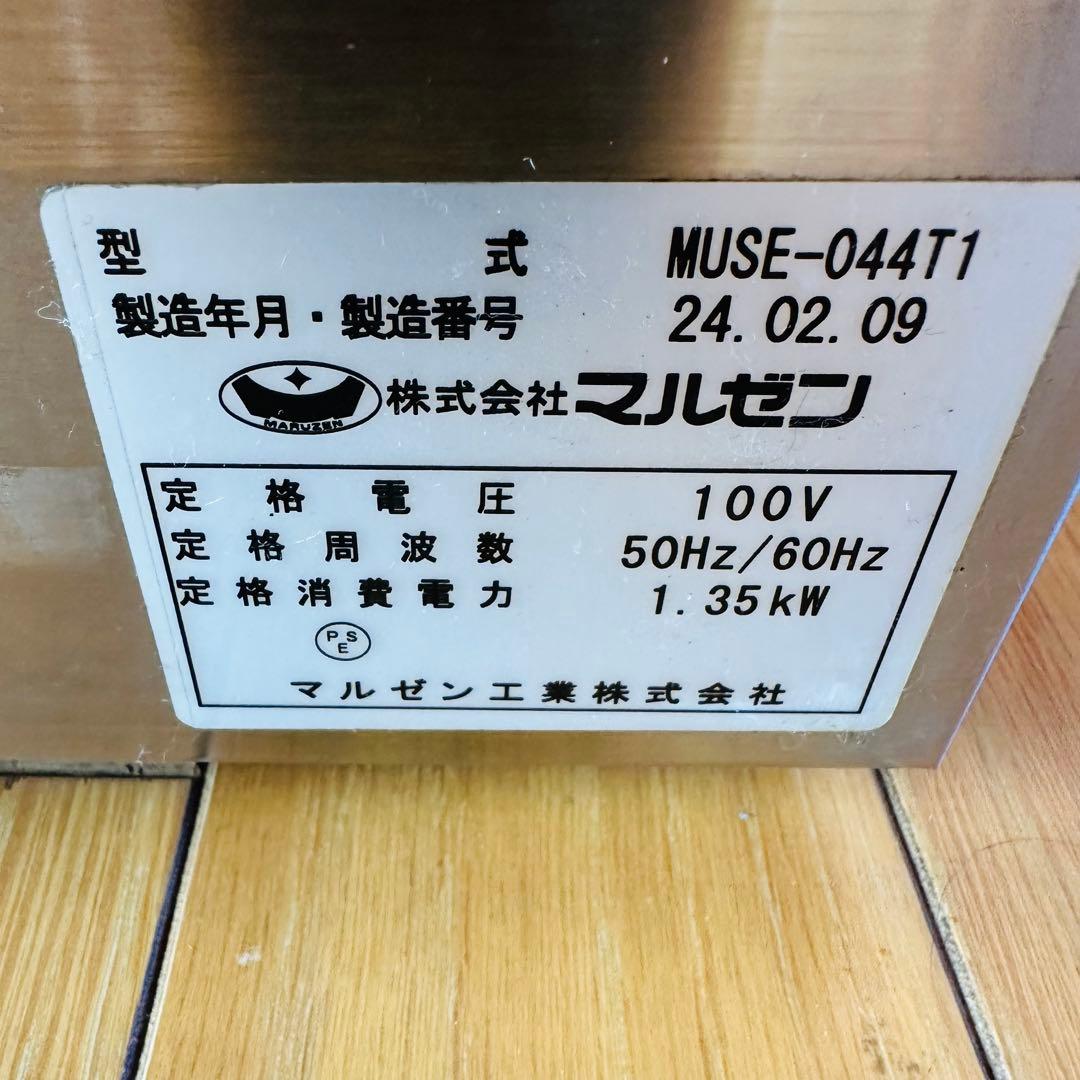 型式 MUSE-044T1
製造年月・製造番号 24.02.09
MARUZEN 株式会社マルゼン
定格電圧 100V
定格周波数 50Hz/60Hz
定格消費電力 1.35kW
PSE
マルゼン工業株式会社